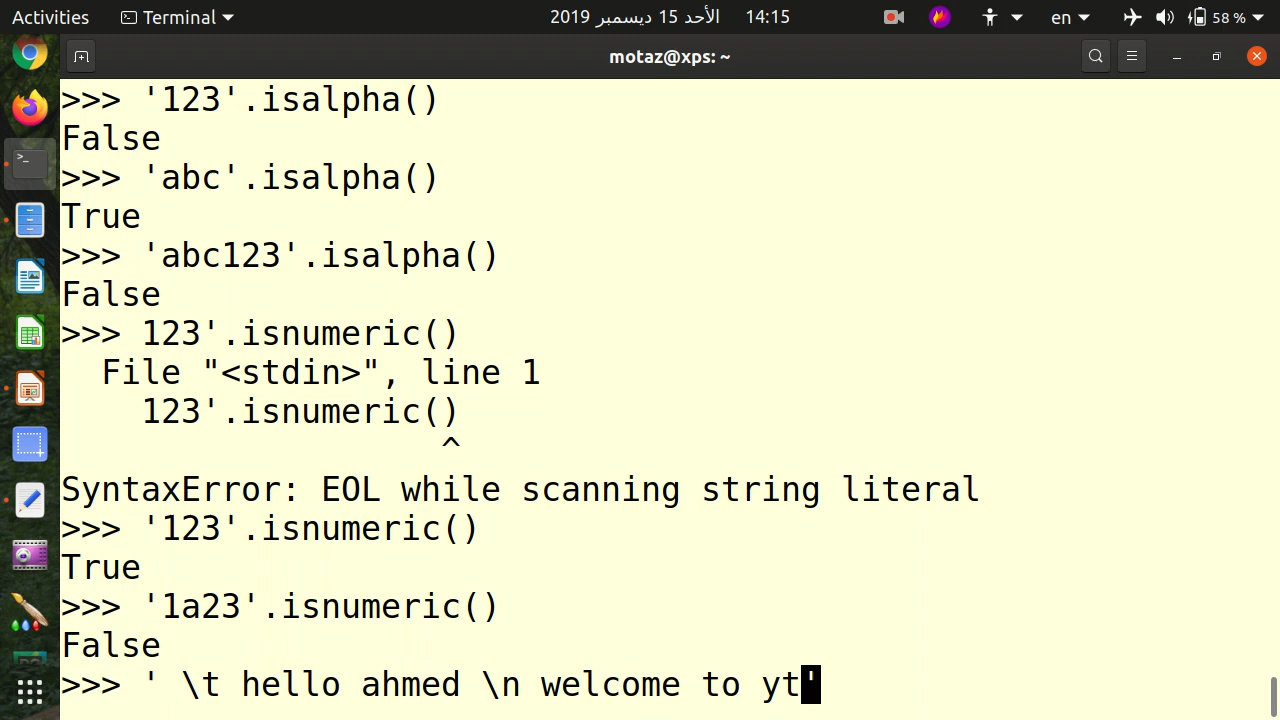 Activities Terminal الأحد 15 ديسمبر 2019 14:15 en 58 %
motaz@xps: ~
>>> '123'.isalpha()
False
>>> 'abc'.isalpha()
True
>>> 'abc123'.isalpha()
False
>>> 123'.isnumeric()
  File "<stdin>", line 1
    123'.isnumeric()
                   ^
SyntaxError: EOL while scanning string literal
>>> '123'.isnumeric()
True
>>> '1a23'.isnumeric()
False
>>> ' \t hello ahmed \n welcome to yt'